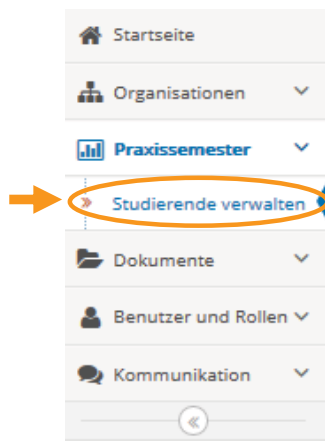 Startseite
Organisationen
Praxissemester
Studierende verwalten
Dokumente
Benutzer und Rollen
Kommunikation